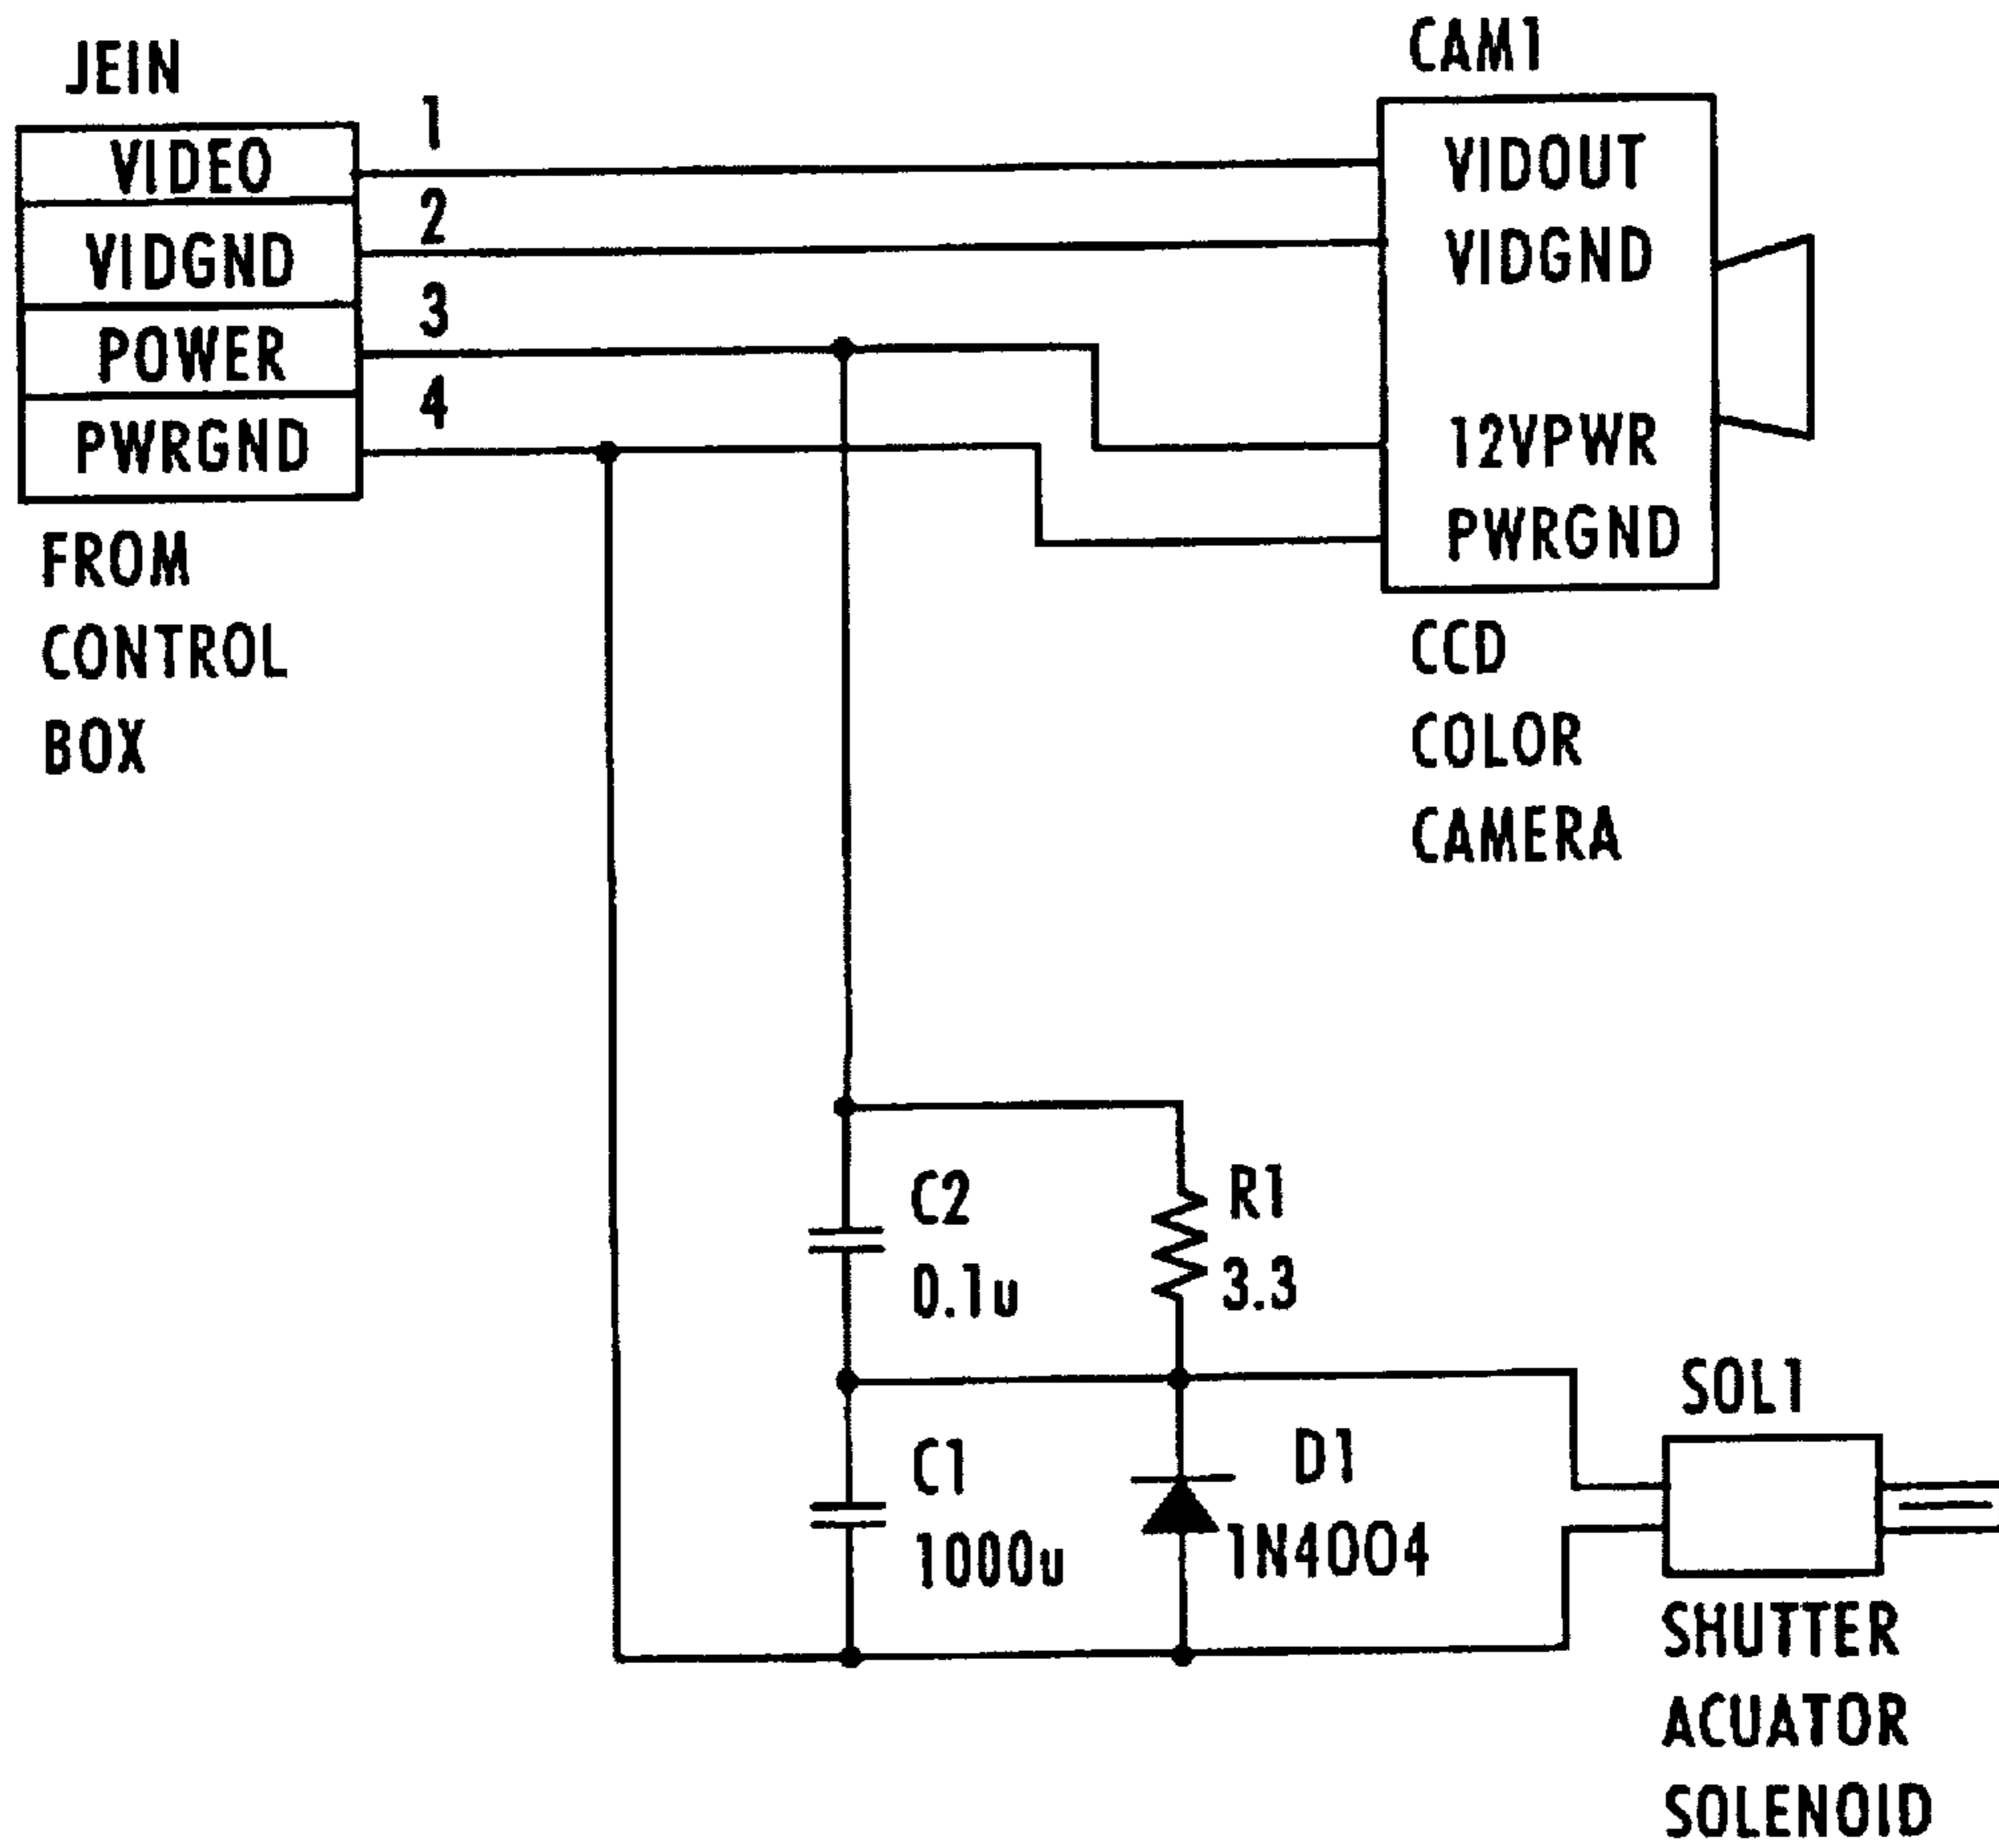 JEIN
VIDEO
VIDGND
POWER
PWRGND
1
2
3
4
FROM
CONTROL
BOX
CAM1
VIDOUT
VIDGND
12VPWR
PWRGND
CCD
COLOR
CAMERA
C2
0.1u
R1
3.3
C1
1000u
D1
1N4004
SOL1
SHUTTER
ACUATOR
SOLENOID